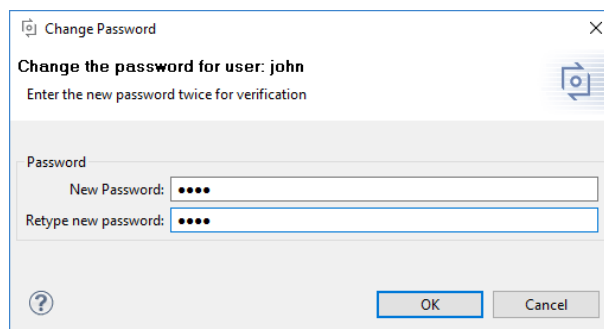 Change Password
Change the password for user: john
Enter the new password twice for verification
Password
New Password: ••••
Retype new password: ••••
?
OK Cancel